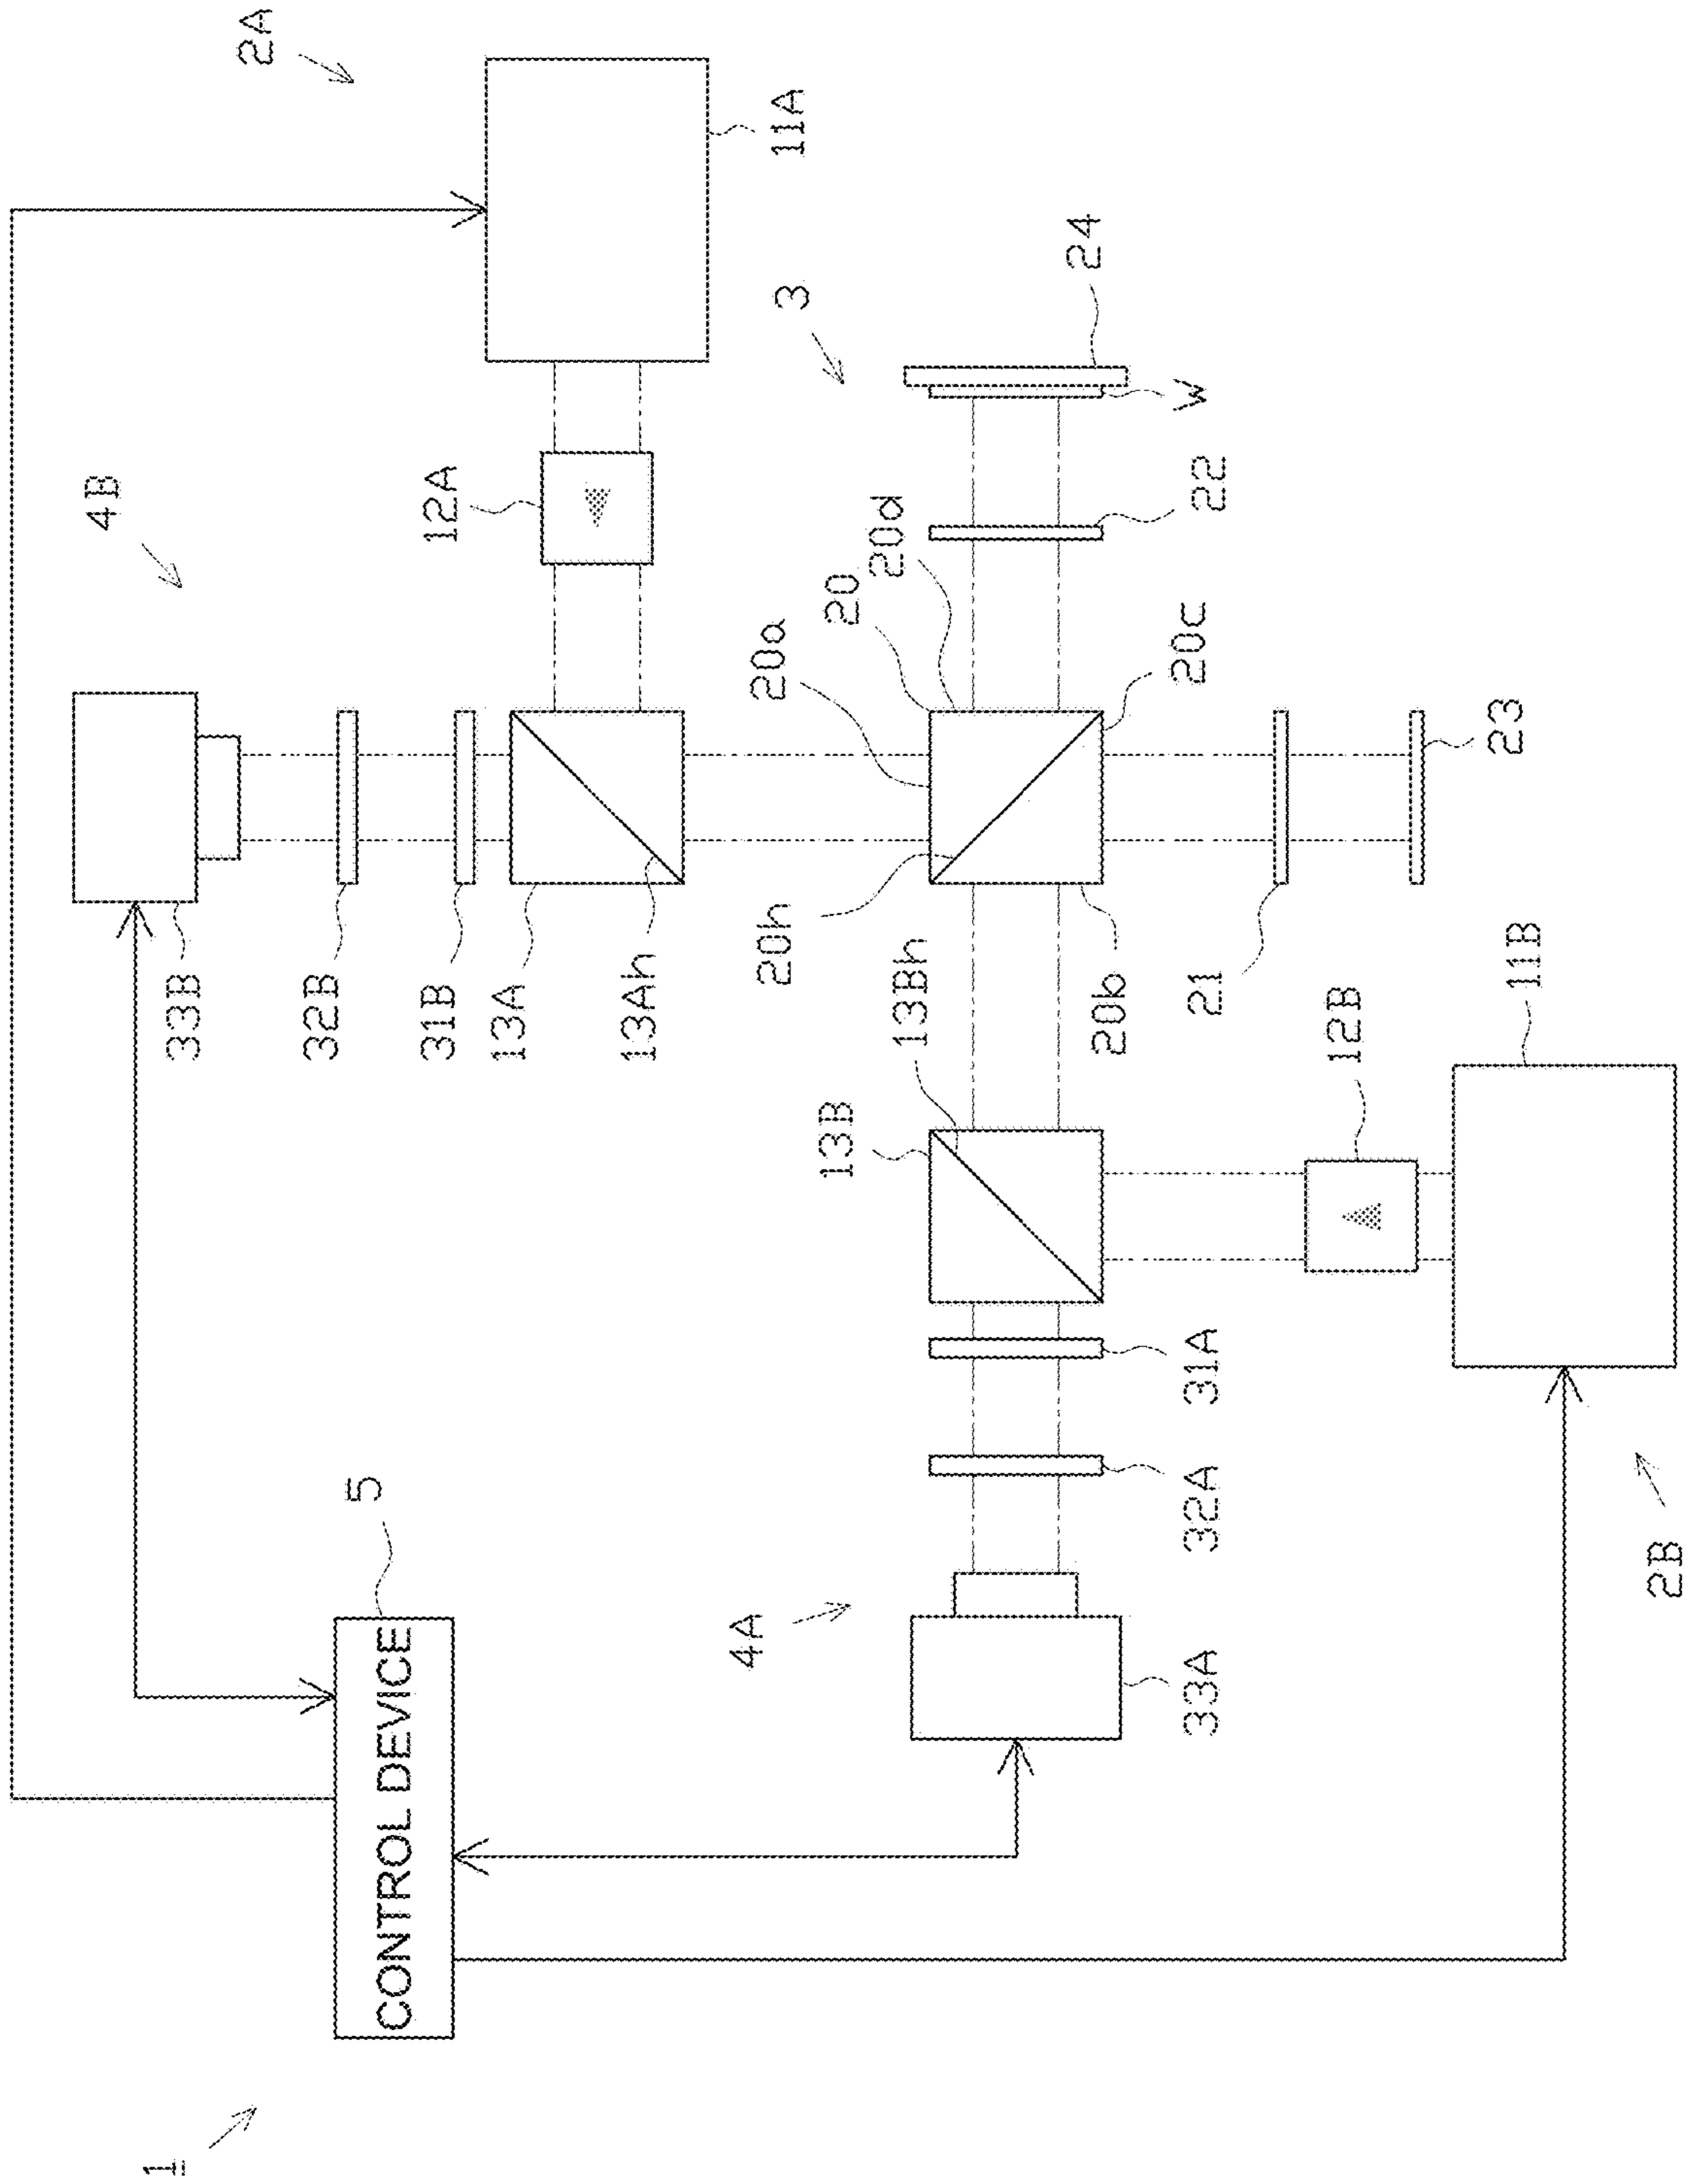 1
CONTROL DEVICE
5
2A
11A
4B
12A
33B
32B
31B
13A
13Ah
3
24
W
22
20d
20
20a
20c
20h
20b
21
23
13Bh
13B
12B
11B
31A
32A
4A
33A
2B